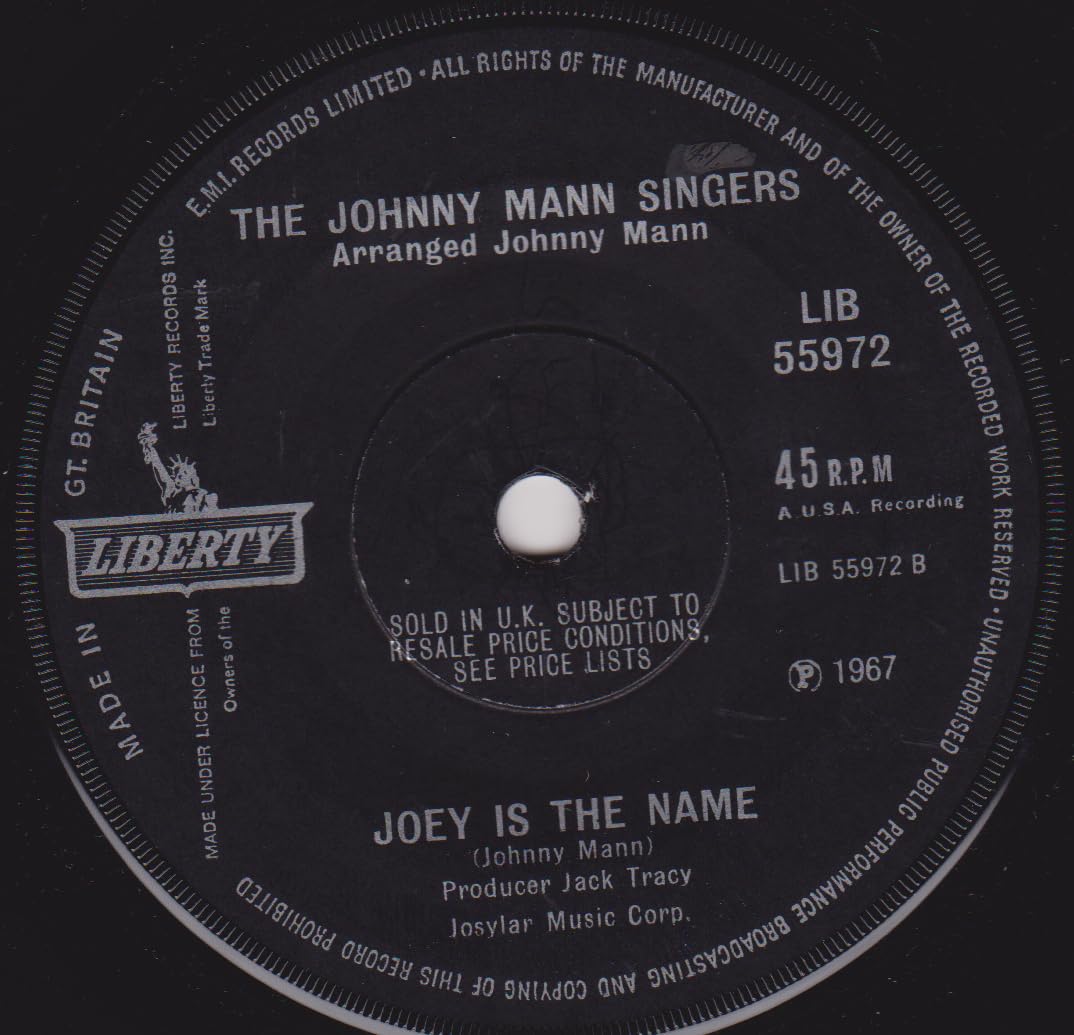 E.M.I. RECORDS LIMITED • ALL RIGHTS OF THE MANUFACTURER AND OF THE OWNER OF THE RECORDED WORK RESERVED • UNAUTHORISED PUBLIC PERFORMANCE BROADCASTING AND COPYING OF THIS RECORD PROHIBITED
THE JOHNNY MANN SINGERS
Arranged Johnny Mann
LIB
55972
45 R.P.M
A U.S.A. Recording
LIB 55972 B
Ⓟ 1967
MADE IN GT. BRITAIN
LIBERTY RECORDS INC.
Liberty Trade Mark
LIBERTY
MADE UNDER LICENCE FROM
Owners of the
SOLD IN U.K. SUBJECT TO
RESALE PRICE CONDITIONS,
SEE PRICE LISTS
JOEY IS THE NAME
(Johnny Mann)
Producer Jack Tracy
Josylar Music Corp.